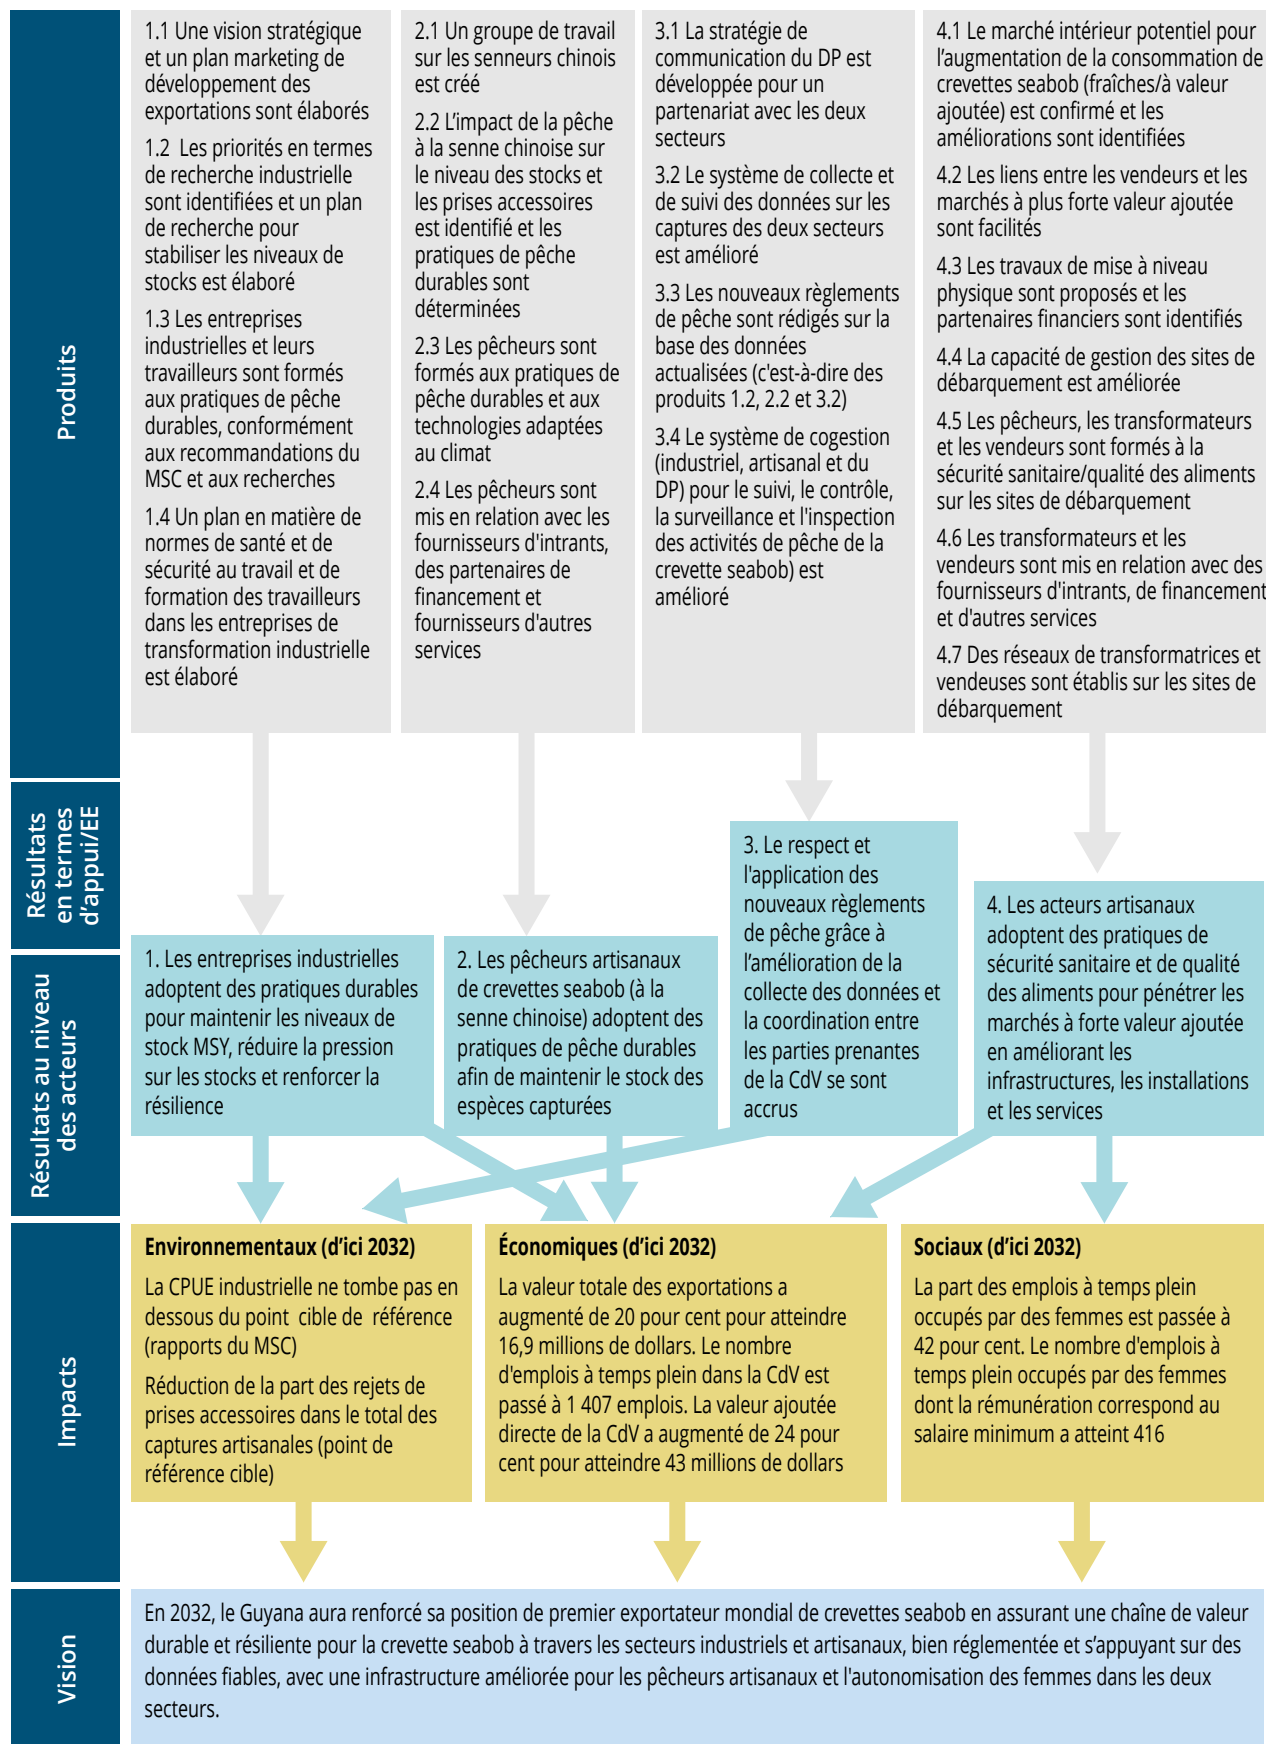 Produits
1.1 Une vision stratégique
et un plan marketing de
développement des
exportations sont élaborés
1.2 Les priorités en termes
de recherche industrielle
sont identifiées et un plan
de recherche pour
stabiliser les niveaux de
stocks est élaboré
1.3 Les entreprises
industrielles et leurs
travailleurs sont formés
aux pratiques de pêche
durables, conformément
aux recommandations du
MSC et aux recherches
1.4 Un plan en matière de
normes de santé et de
sécurité au travail et de
formation des travailleurs
dans les entreprises de
transformation industrielle
est élaboré
2.1 Un groupe de travail
sur les senneurs chinois
est créé
2.2 L’impact de la pêche
à la senne chinoise sur
le niveau des stocks et
les prises accessoires
est identifié et les
pratiques de pêche
durables sont
déterminées
2.3 Les pêcheurs sont
formés aux pratiques de
pêche durables et aux
technologies adaptées
au climat
2.4 Les pêcheurs sont
mis en relation avec les
fournisseurs d'intrants,
des partenaires de
financement et
fournisseurs d'autres
services
3.1 La stratégie de
communication du DP est
développée pour un
partenariat avec les deux
secteurs
3.2 Le système de collecte et
de suivi des données sur les
captures des deux secteurs
est amélioré
3.3 Les nouveaux règlements
de pêche sont rédigés sur la
base des données
actualisées (c'est-à-dire des
produits 1.2, 2.2 et 3.2)
3.4 Le système de cogestion
(industriel, artisanal et du
DP) pour le suivi, le contrôle,
la surveillance et l'inspection
des activités de pêche de la
crevette seabob) est
amélioré
4.1 Le marché intérieur potentiel pour
l’augmentation de la consommation de
crevettes seabob (fraîches/à valeur
ajoutée) est confirmé et les
améliorations sont identifiées
4.2 Les liens entre les vendeurs et les
marchés à plus forte valeur ajoutée
sont facilités
4.3 Les travaux de mise à niveau
physique sont proposés et les
partenaires financiers sont identifiés
4.4 La capacité de gestion des sites de
débarquement est améliorée
4.5 Les pêcheurs, les transformateurs
et les vendeurs sont formés à la
sécurité sanitaire/qualité des aliments
sur les sites de débarquement
4.6 Les transformateurs et les
vendeurs sont mis en relation avec des
fournisseurs d'intrants, de financement
et d'autres services
4.7 Des réseaux de transformatrices et
vendeuses sont établis sur les sites de
débarquement
Résultats
en termes
d’appui/EE
Résultats au niveau
des acteurs
1. Les entreprises industrielles
adoptent des pratiques durables
pour maintenir les niveaux de
stock MSY, réduire la pression
sur les stocks et renforcer la
résilience
2. Les pêcheurs artisanaux
de crevettes seabob (à la
senne chinoise) adoptent des
pratiques de pêche durables
afin de maintenir le stock des
espèces capturées
3. Le respect et
l'application des
nouveaux règlements
de pêche grâce à
l’amélioration de la
collecte des données et
la coordination entre
les parties prenantes
de la CdV se sont
accrus
4. Les acteurs artisanaux
adoptent des pratiques de
sécurité sanitaire et de qualité
des aliments pour pénétrer les
marchés à forte valeur ajoutée
en améliorant les
infrastructures, les installations
et les services
Impacts
Environnementaux (d’ici 2032)
La CPUE industrielle ne tombe pas en
dessous du point cible de référence
(rapports du MSC)
Réduction de la part des rejets de
prises accessoires dans le total des
captures artisanales (point de
référence cible)
Économiques (d’ici 2032)
La valeur totale des exportations a
augmenté de 20 pour cent pour atteindre
16,9 millions de dollars. Le nombre
d'emplois à temps plein dans la CdV est
passé à 1 407 emplois. La valeur ajoutée
directe de la CdV a augmenté de 24 pour
cent pour atteindre 43 millions de dollars
Sociaux (d’ici 2032)
La part des emplois à temps plein
occupés par des femmes est passée à
42 pour cent. Le nombre d'emplois à
temps plein occupés par des femmes
dont la rémunération correspond au
salaire minimum a atteint 416
Vision
En 2032, le Guyana aura renforcé sa position de premier exportateur mondial de crevettes seabob en assurant une chaîne de valeur
durable et résiliente pour la crevette seabob à travers les secteurs industriels et artisanaux, bien réglementée et s’appuyant sur des
données fiables, avec une infrastructure améliorée pour les pêcheurs artisanaux et l'autonomisation des femmes dans les deux
secteurs.